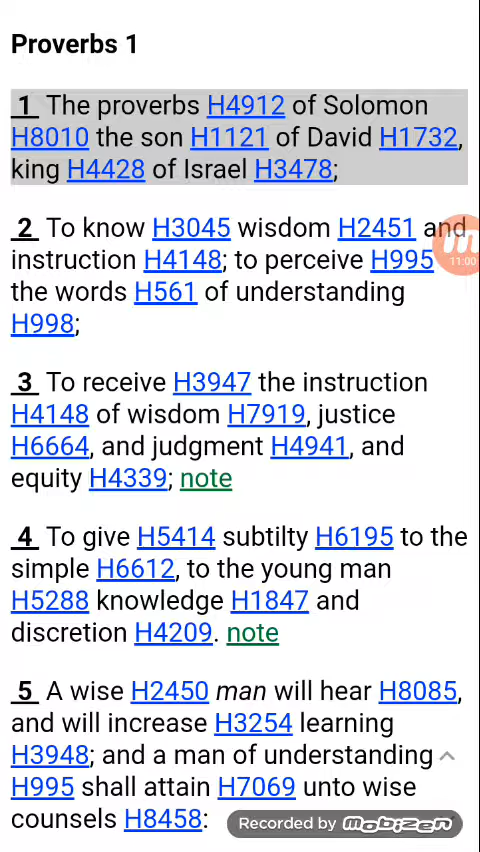 Proverbs 1
1 The proverbs H4912 of Solomon
H8010 the son H1121 of David H1732,
king H4428 of Israel H3478;
2 To know H3045 wisdom H2451 and
instruction H4148; to perceive H995
11:00
the words H561 of understanding
H998;
3 To receive H3947 the instruction
H4148 of wisdom H7919, justice
H6664, and judgment H4941, and
equity H4339; note
4 To give H5414 subtilty H6195 to the
simple H6612, to the young man
H5288 knowledge H1847 and
discretion H4209. note
5 A wise H2450 man will hear H8085,
and will increase H3254 learning
H3948; and a man of understanding
H995 shall attain H7069 unto wise
counsels H8458:
Recorded by mobizen